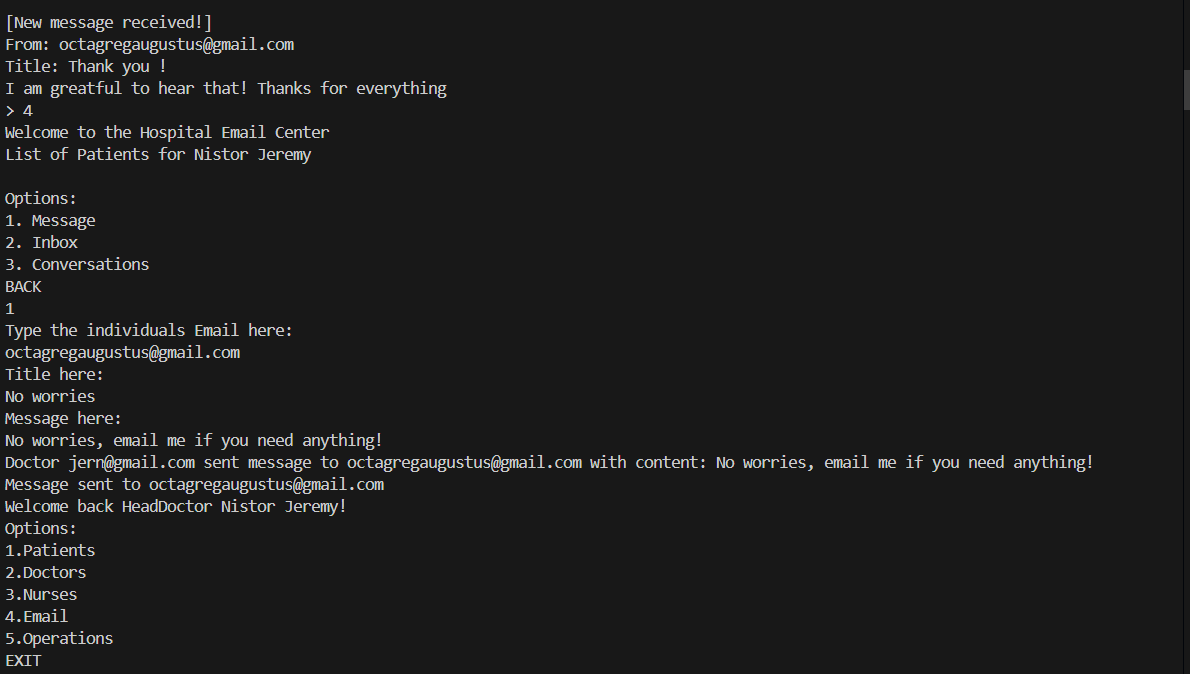 [New message received!]
From: octagregaugustus@gmail.com
Title: Thank you !
I am greatful to hear that! Thanks for everything
> 4
Welcome to the Hospital Email Center
List of Patients for Nistor Jeremy
Options:
1. Message
2. Inbox
3. Conversations
BACK
1
Type the individuals Email here:
octagregaugustus@gmail.com
Title here:
No worries
Message here:
No worries, email me if you need anything!
Doctor jern@gmail.com sent message to octagregaugustus@gmail.com with content: No worries, email me if you need anything!
Message sent to octagregaugustus@gmail.com
Welcome back HeadDoctor Nistor Jeremy!
Options:
1.Patients
2.Doctors
3.Nurses
4.Email
5.Operations
EXIT